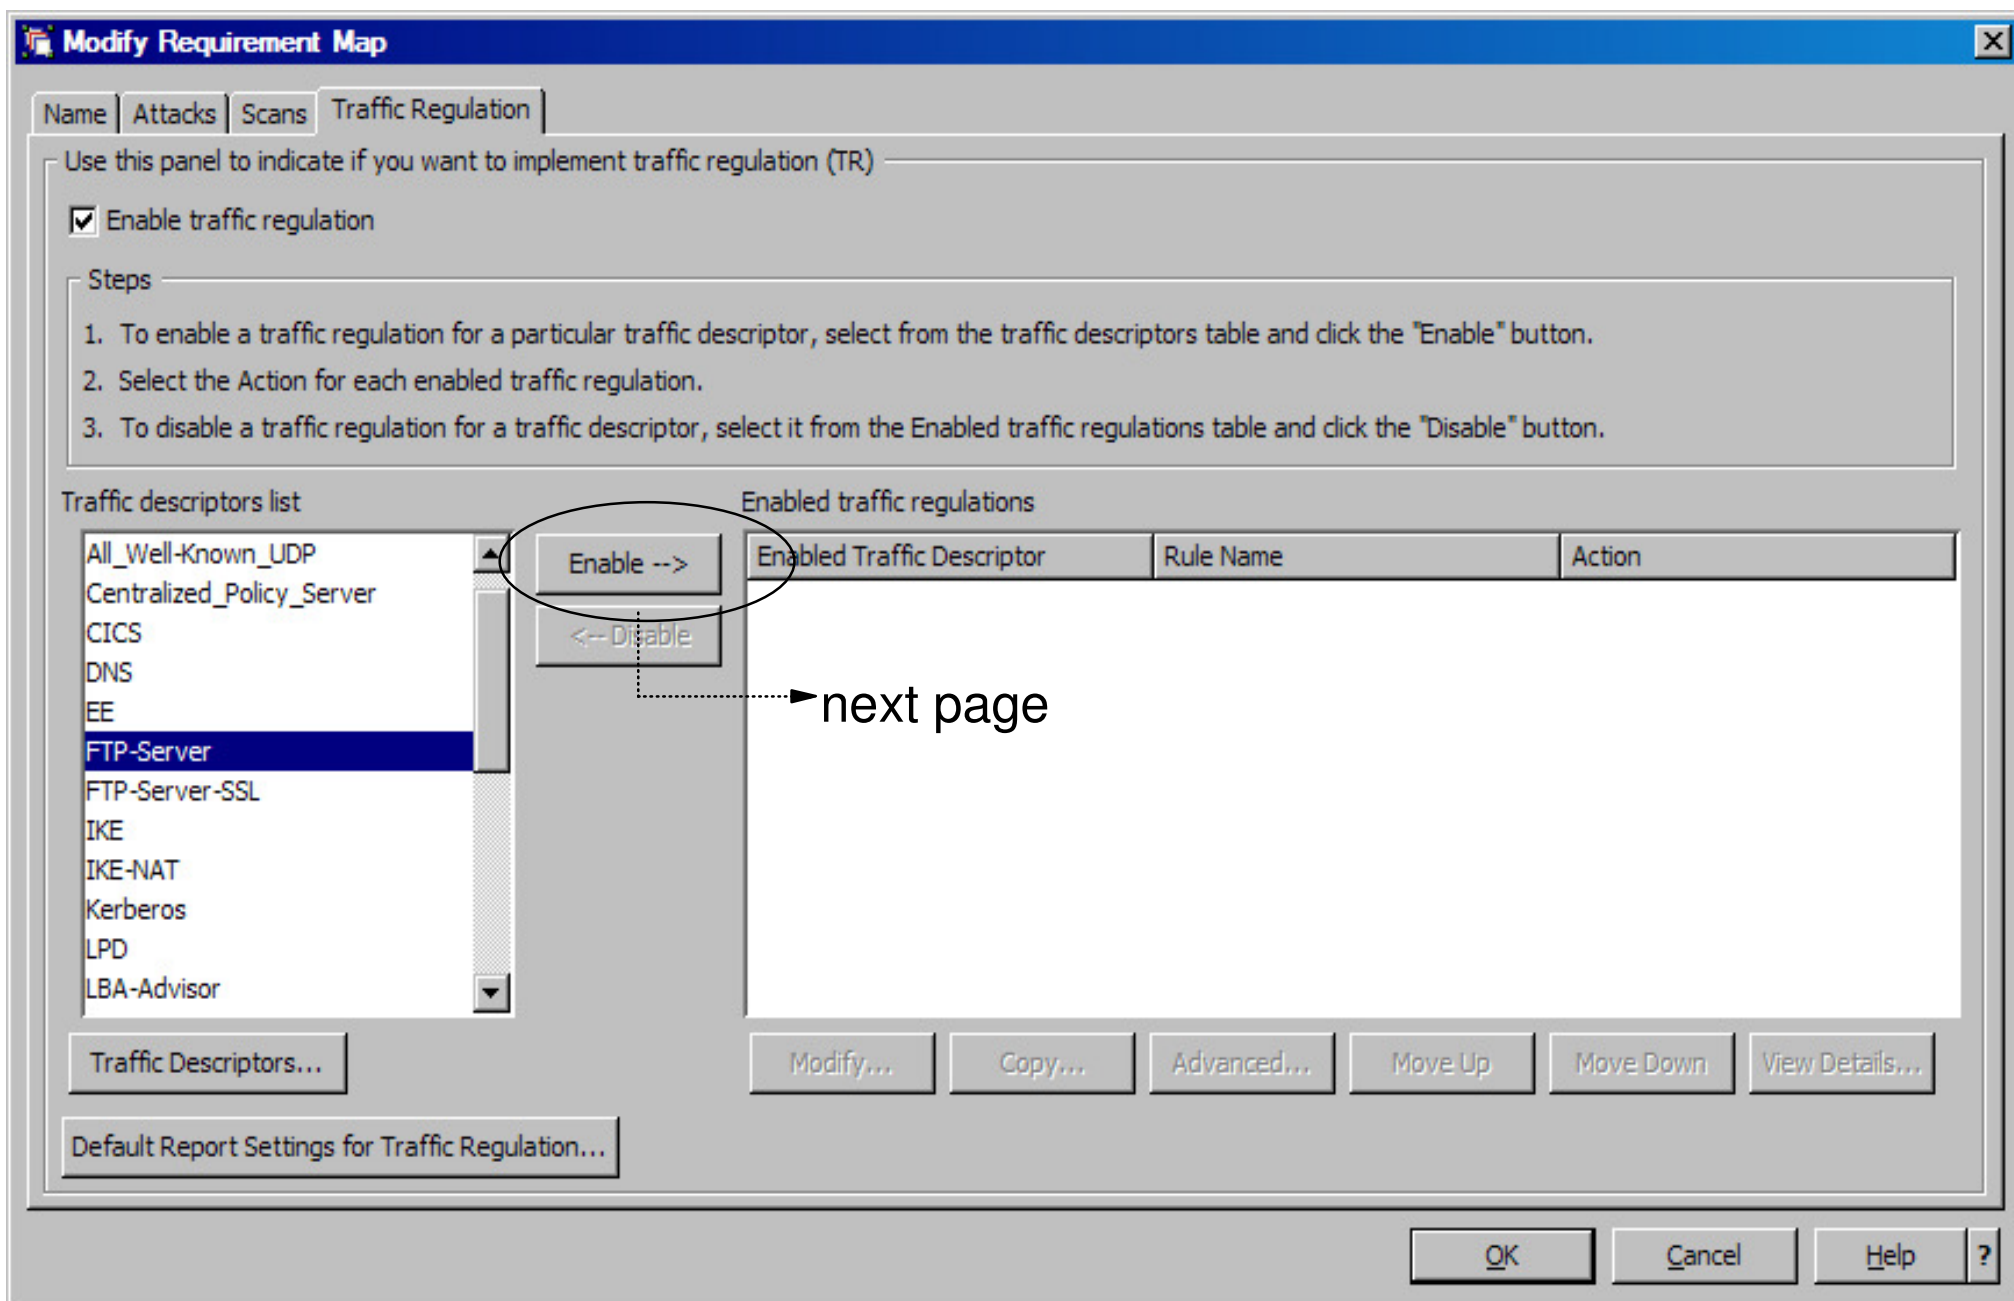 Modify Requirement Map
Name Attacks Scans Traffic Regulation
Use this panel to indicate if you want to implement traffic regulation (TR)
Enable traffic regulation
Steps
1. To enable a traffic regulation for a particular traffic descriptor, select from the traffic descriptors table and click the "Enable" button.
2. Select the Action for each enabled traffic regulation.
3. To disable a traffic regulation for a traffic descriptor, select it from the Enabled traffic regulations table and click the "Disable" button.
Traffic descriptors list
All_Well-Known_UDP
Centralized_Policy_Server
CICS
DNS
EE
FTP-Server
FTP-Server-SSL
IKE
IKE-NAT
Kerberos
LPD
LBA-Advisor
Enable -->
<-- Disable
next page
Enabled traffic regulations
Enabled Traffic Descriptor Rule Name Action
Traffic Descriptors...
Modify... Copy... Advanced... Move Up Move Down View Details...
Default Report Settings for Traffic Regulation...
OK Cancel Help ?